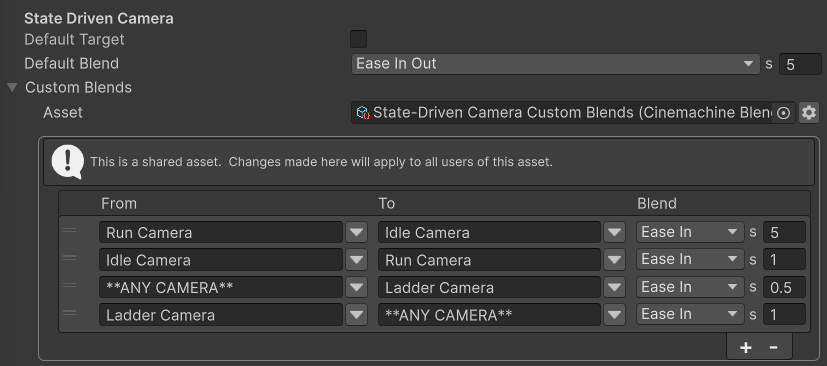 State Driven Camera
Default Target
Default Blend Ease In Out s 5
Custom Blends
Asset State-Driven Camera Custom Blends (Cinemachine Blen
This is a shared asset. Changes made here will apply to all users of this asset.
From To Blend
Run Camera Idle Camera Ease In s 5
Idle Camera Run Camera Ease In s 1
**ANY CAMERA** Ladder Camera Ease In s 0.5
Ladder Camera **ANY CAMERA** Ease In s 1
+ -